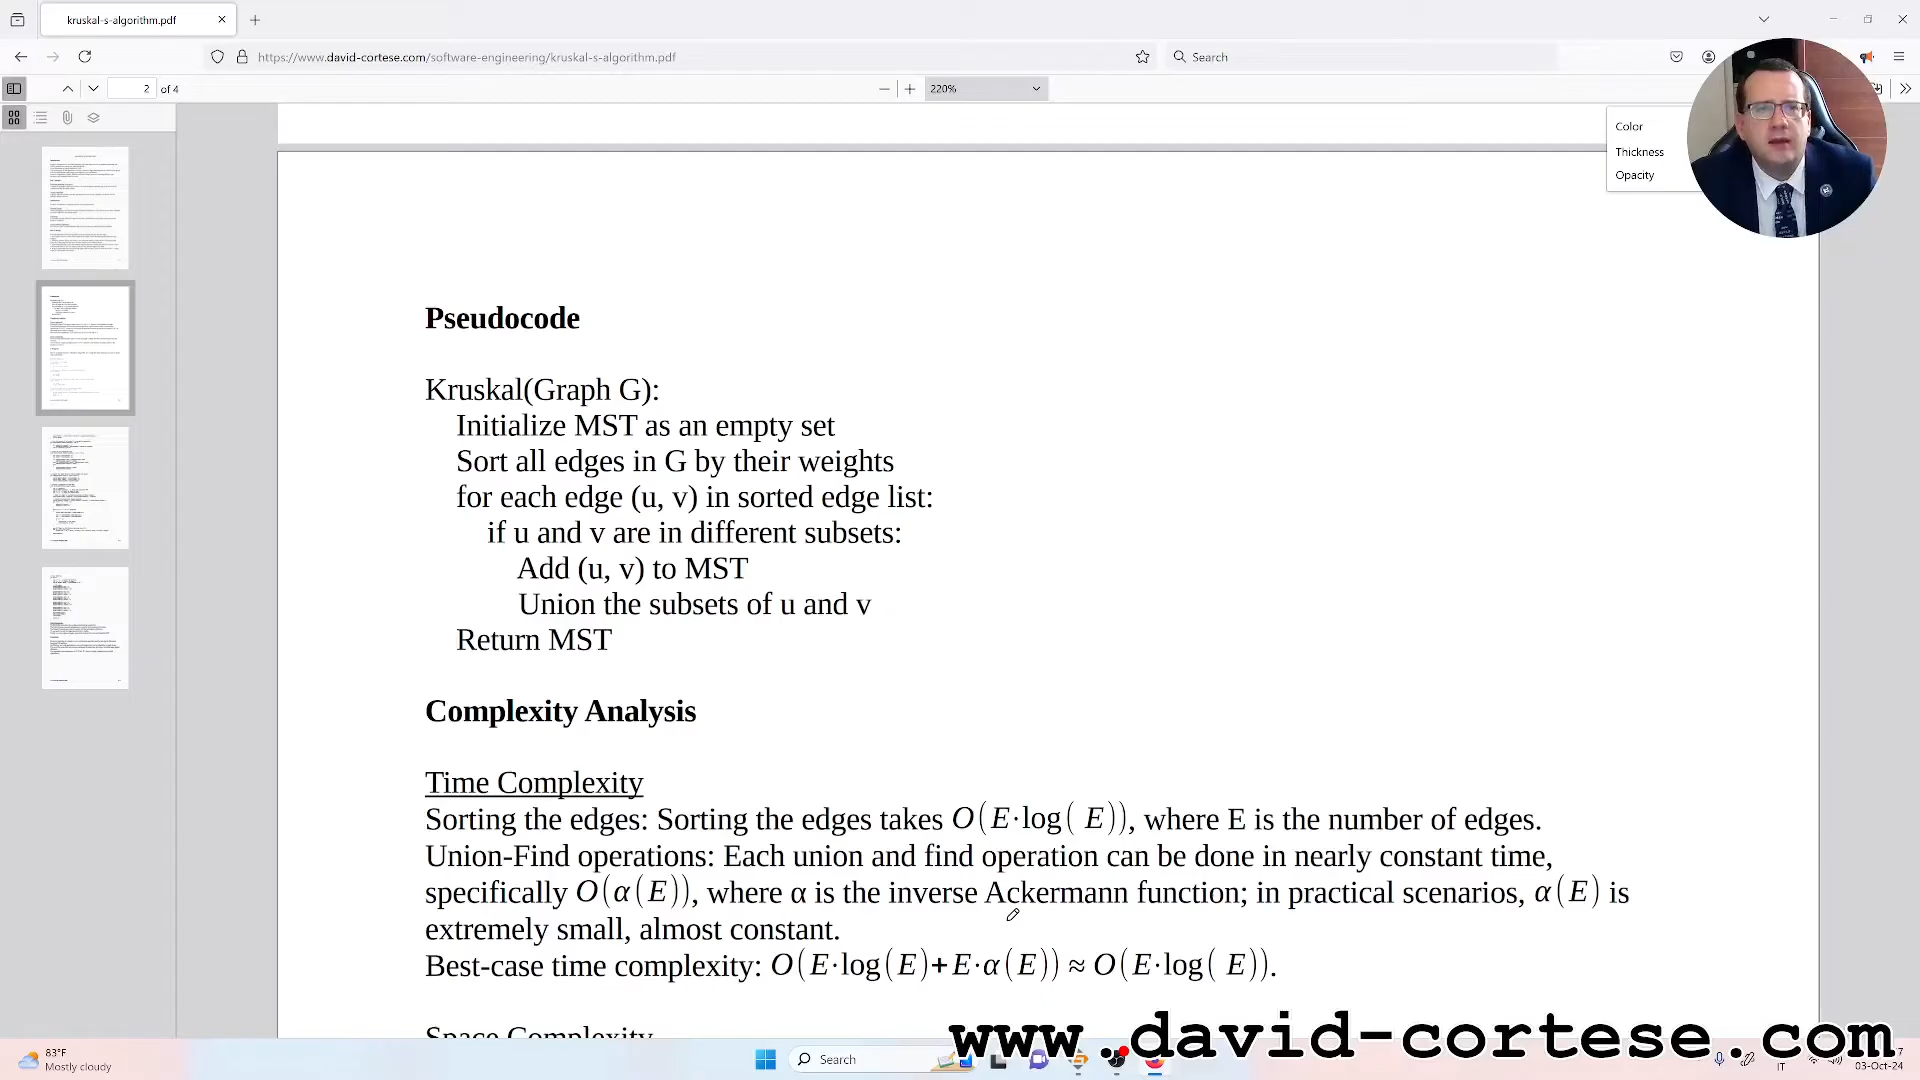 kruskal-s-algorithm.pdf
https://www.david-cortese.com/software-engineering/kruskal-s-algorithm.pdf
Search
2 of 4
220%
Color
Thickness
Opacity
Pseudocode
Kruskal(Graph G):
Initialize MST as an empty set
Sort all edges in G by their weights
for each edge (u, v) in sorted edge list:
if u and v are in different subsets:
Add (u, v) to MST
Union the subsets of u and v
Return MST
Complexity Analysis
Time Complexity
Sorting the edges: Sorting the edges takes O(E·log( E)), where E is the number of edges.
Union-Find operations: Each union and find operation can be done in nearly constant time,
specifically O(α(E)), where α is the inverse Ackermann function; in practical scenarios, α(E) is
extremely small, almost constant.
Best-case time complexity: O(E·log(E)+E·α(E)) ≈ O(E·log( E)).
Space Complexity
www.david-cortese.com
83°F
Mostly cloudy
Search
IT
03-Oct-24